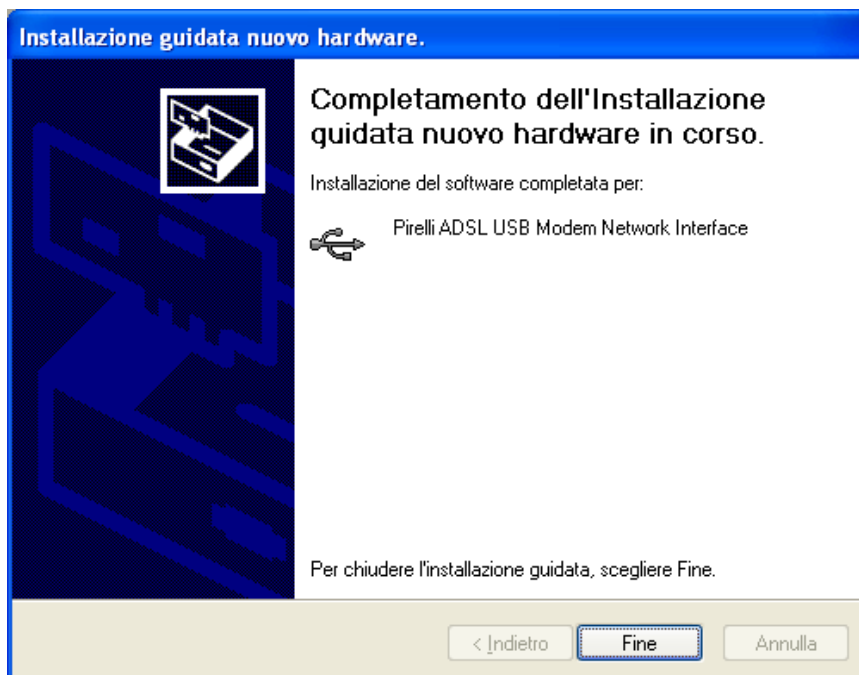 Installazione guidata nuovo hardware.
Completamento dell'Installazione
guidata nuovo hardware in corso.
Installazione del software completata per:
Pirelli ADSL USB Modem Network Interface
Per chiudere l'installazione guidata, scegliere Fine.
< Indietro
Fine
Annulla